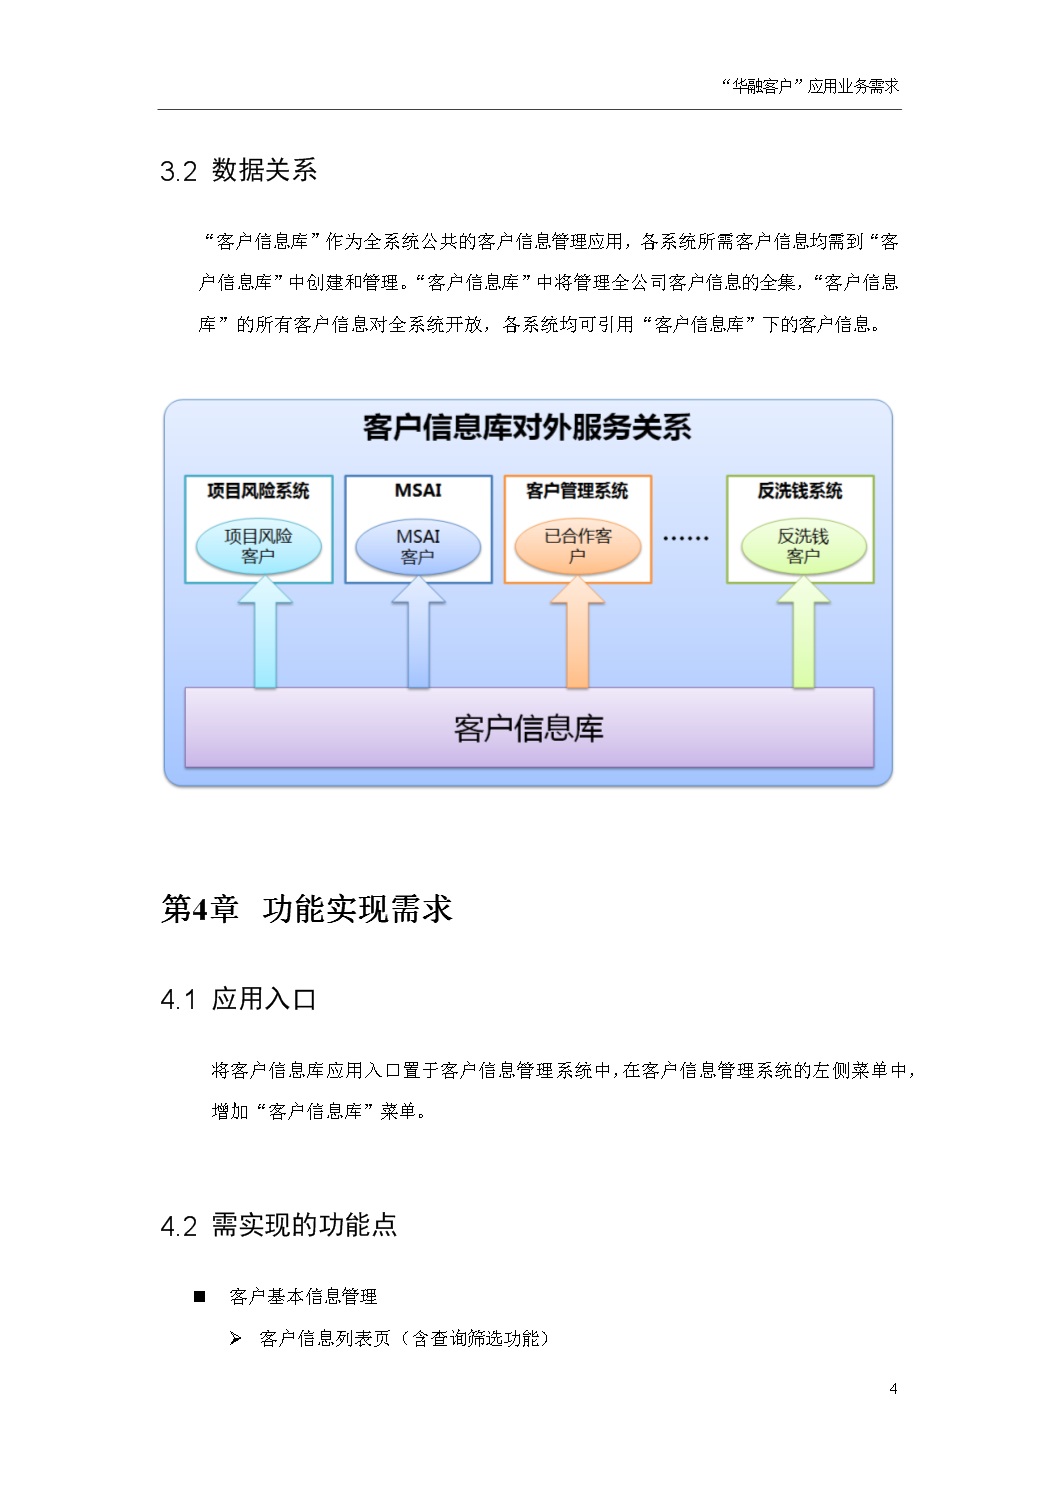 “华融客户”应用业务需求
3.2 数据关系
“客户信息库”作为全系统公共的客户信息管理应用，各系统所需客户信息均需到“客
户信息库”中创建和管理。“客户信息库”中将管理全公司客户信息的全集，“客户信息
库”的所有客户信息对全系统开放，各系统均可引用“客户信息库”下的客户信息。
客户信息库对外服务关系
项目风险系统
项目风险
客户
MSAI
MSAI
客户
客户管理系统
已合作客
户
……
反洗钱系统
反洗钱
客户
客户信息库
第4章 功能实现需求
4.1 应用入口
将客户信息库应用入口置于客户信息管理系统中，在客户信息管理系统的左侧菜单中，
增加“客户信息库”菜单。
4.2 需实现的功能点
■ 客户基本信息管理
➢ 客户信息列表页（含查询筛选功能）
4